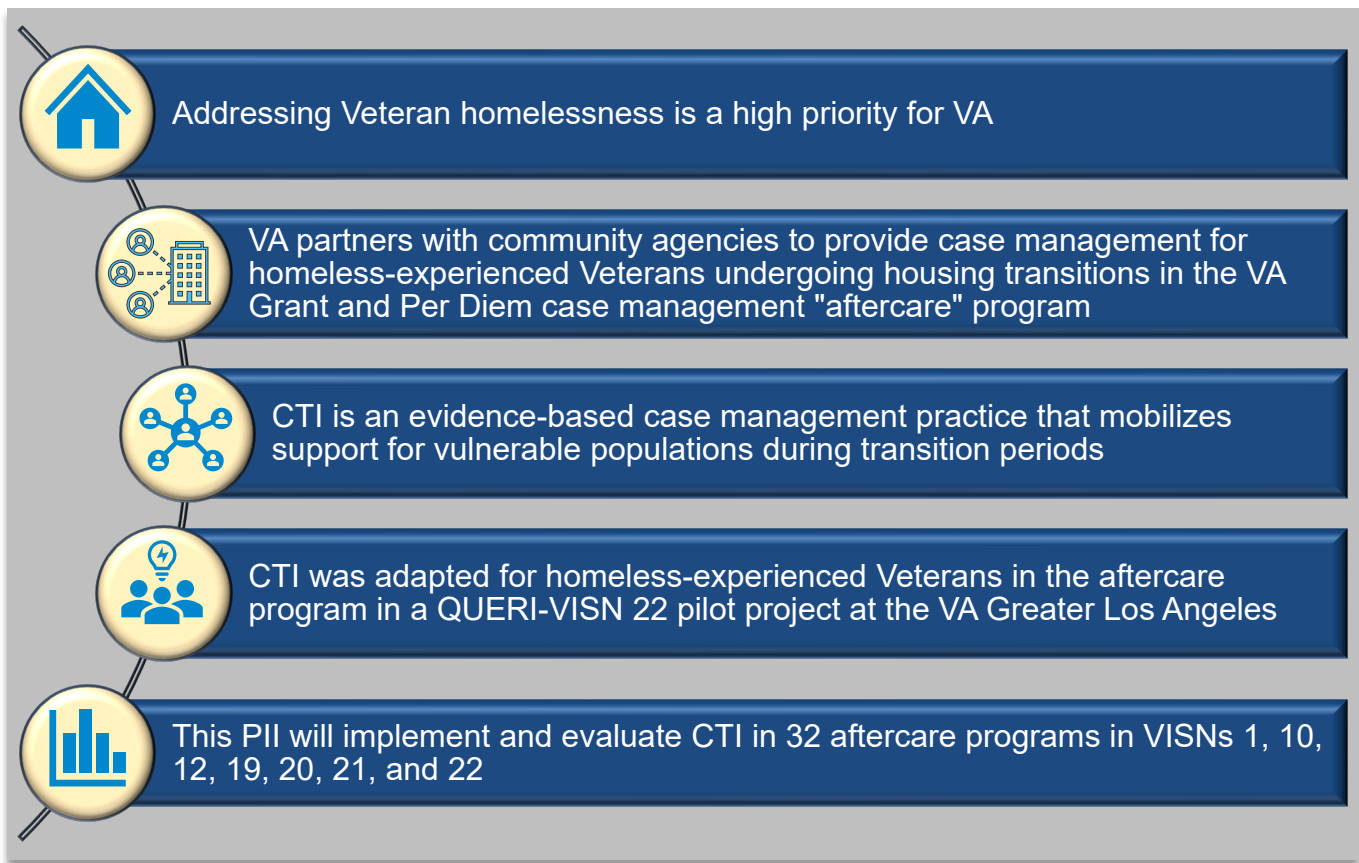 Addressing Veteran homelessness is a high priority for VA
VA partners with community agencies to provide case management for
homeless-experienced Veterans undergoing housing transitions in the VA
Grant and Per Diem case management "aftercare" program
CTI is an evidence-based case management practice that mobilizes
support for vulnerable populations during transition periods
CTI was adapted for homeless-experienced Veterans in the aftercare
program in a QUERI-VISN 22 pilot project at the VA Greater Los Angeles
This PII will implement and evaluate CTI in 32 aftercare programs in VISNs 1, 10,
12, 19, 20, 21, and 22